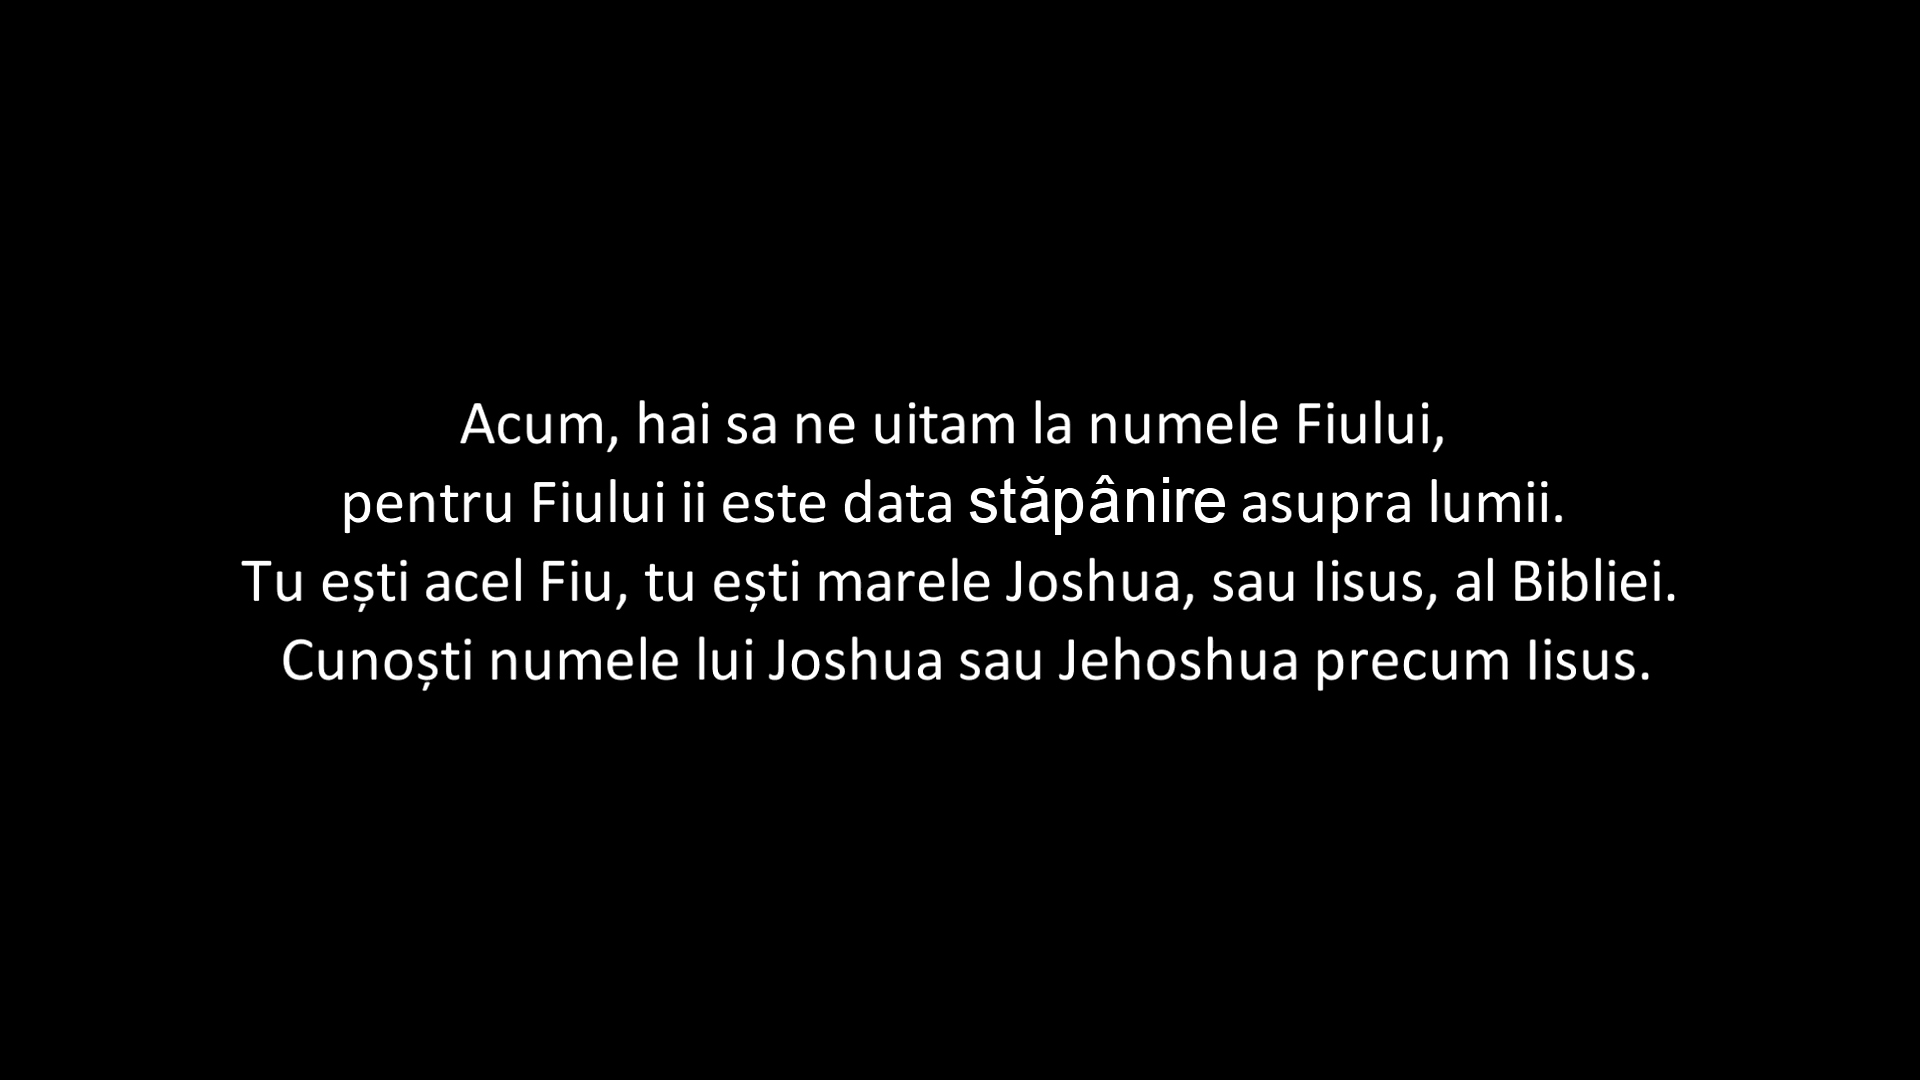 Acum, hai sa ne uitam la numele Fiului,
pentru Fiului ii este data stăpânire asupra lumii.
Tu ești acel Fiu, tu ești marele Joshua, sau Iisus, al Bibliei.
Cunoști numele lui Joshua sau Jehoshua precum Iisus.